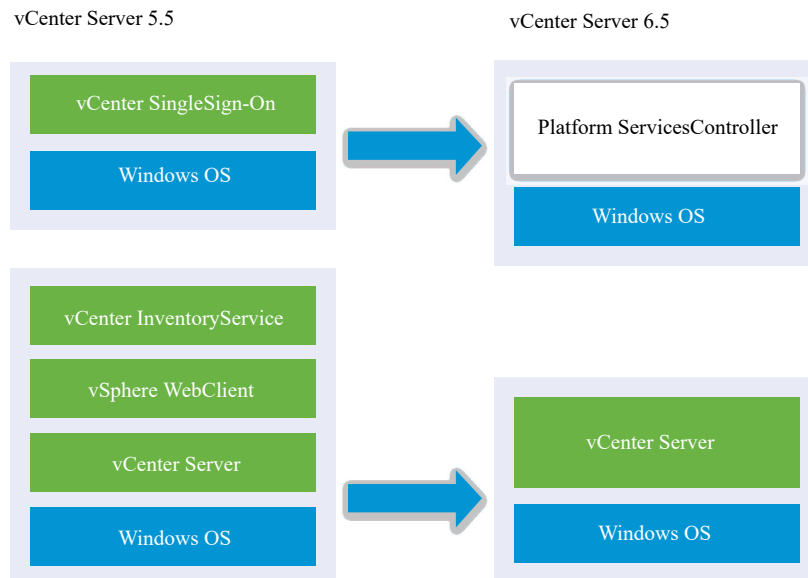 vCenter Server 5.5
vCenter Server 6.5
vCenter SingleSign-On
Windows OS
Platform ServicesController
Windows OS
vCenter InventoryService
vSphere WebClient
vCenter Server
Windows OS
vCenter Server
Windows OS